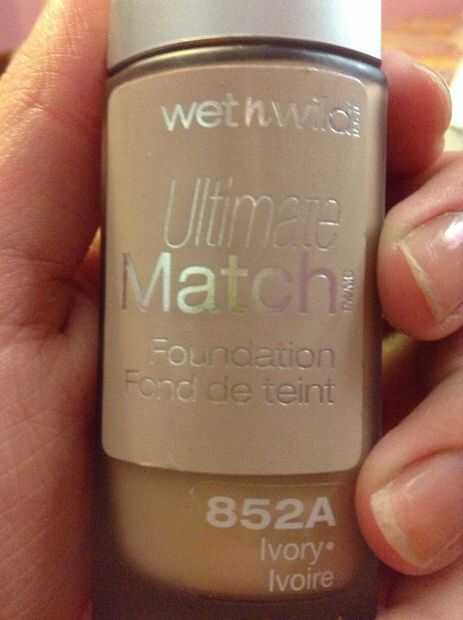 wet n wild
Ultimate
Match
Foundation
Fond de teint
852A
Ivory•
Ivoire